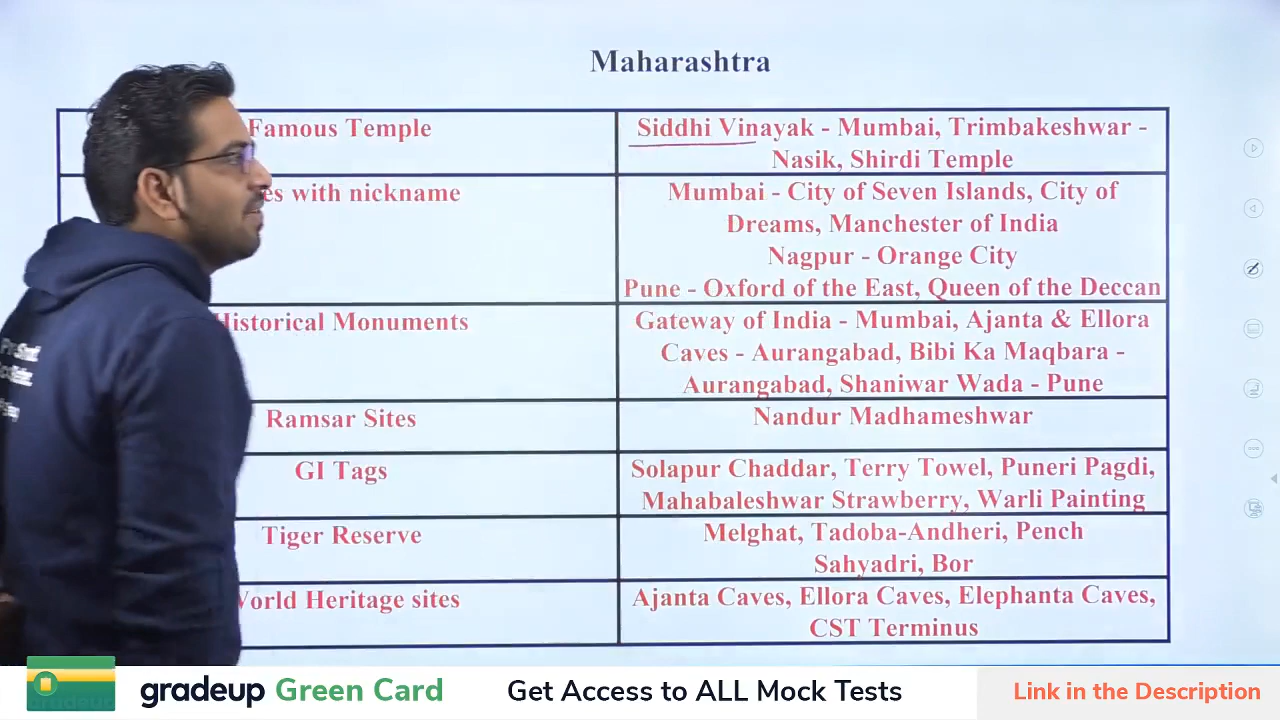 Maharashtra
Famous Temple
Siddhi Vinayak - Mumbai, Trimbakeshwar -
Nasik, Shirdi Temple
with nickname
Mumbai - City of Seven Islands, City of
Dreams, Manchester of India
Nagpur - Orange City
Pune - Oxford of the East, Queen of the Deccan
Historical Monuments
Gateway of India - Mumbai, Ajanta & Ellora
Caves - Aurangabad, Bibi Ka Maqbara -
Aurangabad, Shaniwar Wada - Pune
Ramsar Sites
Nandur Madhameshwar
GI Tags
Solapur Chaddar, Terry Towel, Puneri Pagdi,
Mahabaleshwar Strawberry, Warli Painting
Tiger Reserve
Melghat, Tadoba-Andheri, Pench
Sahyadri, Bor
World Heritage sites
Ajanta Caves, Ellora Caves, Elephanta Caves,
CST Terminus
gradeup Green Card
Get Access to ALL Mock Tests
Link in the Description